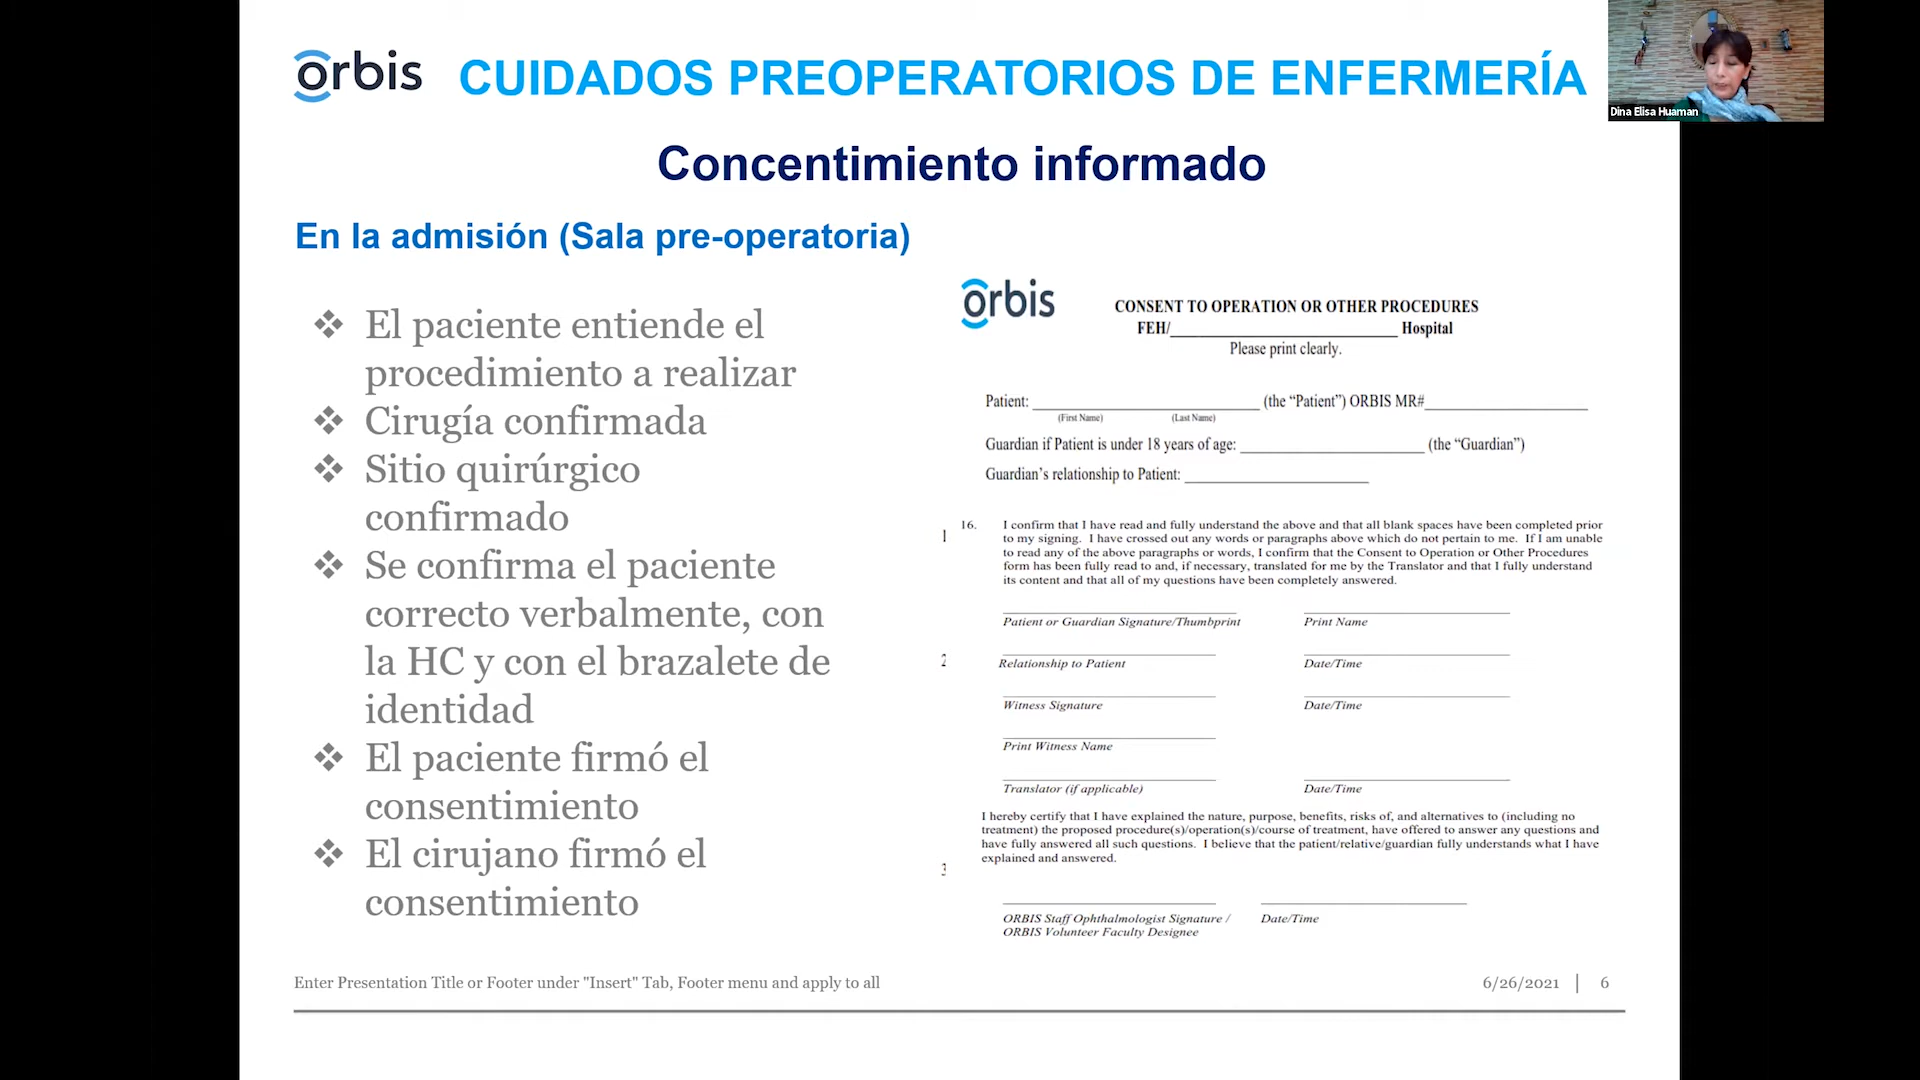 orbis
CUIDADOS PREOPERATORIOS DE ENFERMERÍA
Dina Elisa Huaman
Concentimiento informado
En la admisión (Sala pre-operatoria)
❖ El paciente entiende el
procedimiento a realizar
❖ Cirugía confirmada
❖ Sitio quirúrgico
confirmado
❖ Se confirma el paciente
correcto verbalmente, con
la HC y con el brazalete de
identidad
❖ El paciente firmó el
consentimiento
❖ El cirujano firmó el
consentimiento
orbis
CONSENT TO OPERATION OR OTHER PROCEDURES
FEH/______________________________ Hospital
Please print clearly.
Patient: ______________________________ (the “Patient”) ORBIS MR#______________________
(First Name) (Last Name)
Guardian if Patient is under 18 years of age: ________________________ (the “Guardian”)
Guardian's relationship to Patient: ________________________
1
16. I confirm that I have read and fully understand the above and that all blank spaces have been completed prior
to my signing. I have crossed out any words or paragraphs above which do not pertain to me. If I am unable
to read any of the above paragraphs or words, I confirm that the Consent to Operation or Other Procedures
form has been fully read to and, if necessary, translated for me by the Translator and that I fully understand
its content and that all of my questions have been completely answered.
Patient or Guardian Signature/Thumbprint Print Name
2
Relationship to Patient Date/Time
Witness Signature Date/Time
Print Witness Name
Translator (if applicable) Date/Time
I hereby certify that I have explained the nature, purpose, benefits, risks of, and alternatives to (including no
treatment) the proposed procedure(s)/operation(s)/course of treatment, have offered to answer any questions and
have fully answered all such questions. I believe that the patient/relative/guardian fully understands what I have
explained and answered.
3
ORBIS Staff Ophthalmologist Signature / Date/Time
ORBIS Volunteer Faculty Designee
Enter Presentation Title or Footer under "Insert" Tab, Footer menu and apply to all
6/26/2021 | 6